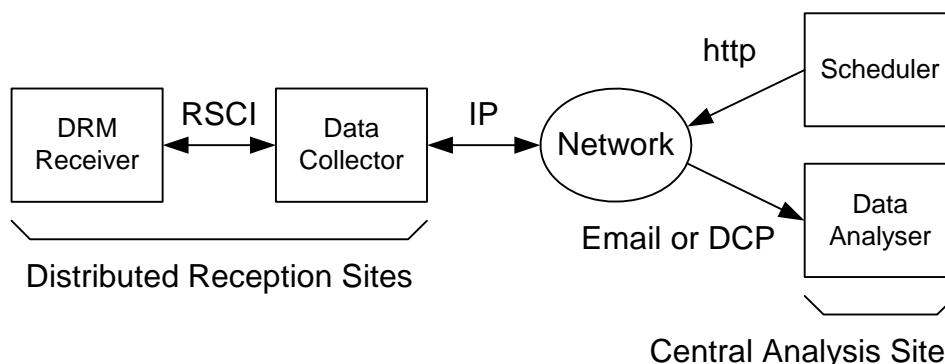 http
Scheduler
DRM
Receiver
RSCI
Data
Collector
IP
Network
Data
Analyser
Email or DCP
Distributed Reception Sites
Central Analysis Site